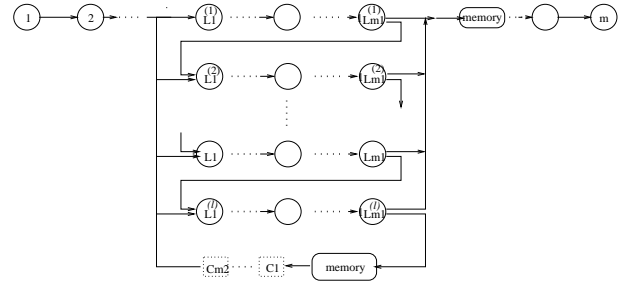 1 2 ..... (1) L1 ...... ...... (1) Lm1 memory ..... m
(2) L1 ...... ...... (2) Lm1
L1 ...... ...... Lm1
(l) L1 ...... ...... (l) Lm1
Cm2 ..... C1 memory